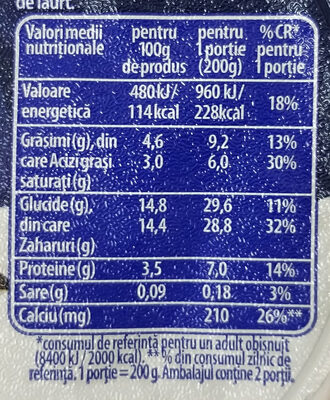 de iaurt.
Valori medii nutriționale pentru 100g de produs pentru 1 portie (200g) %CR* pentru 1 portie
Valoare energetică 480kJ/ 114kcal 960 kJ/ 228kcal 18%
Grăsimi(g), din 4,6 9,2 13%
care Acizi grași 3,0 6,0 30%
saturați(g)
Glucide(g), 14,8 29,6 11%
din care 14,4 28,8 32%
Zaharuri(g)
Proteine(g) 3,5 7,0 14%
Sare(g) 0,09 0,18 3%
Calciu(mg) 210 26%**
*consumul de referință pentru un adult obișnuit
(8400 kJ / 2000 kcal). ** % din consumul zilnic de
referință. 1 porție = 200 g. Ambalajul conține 2 porții.